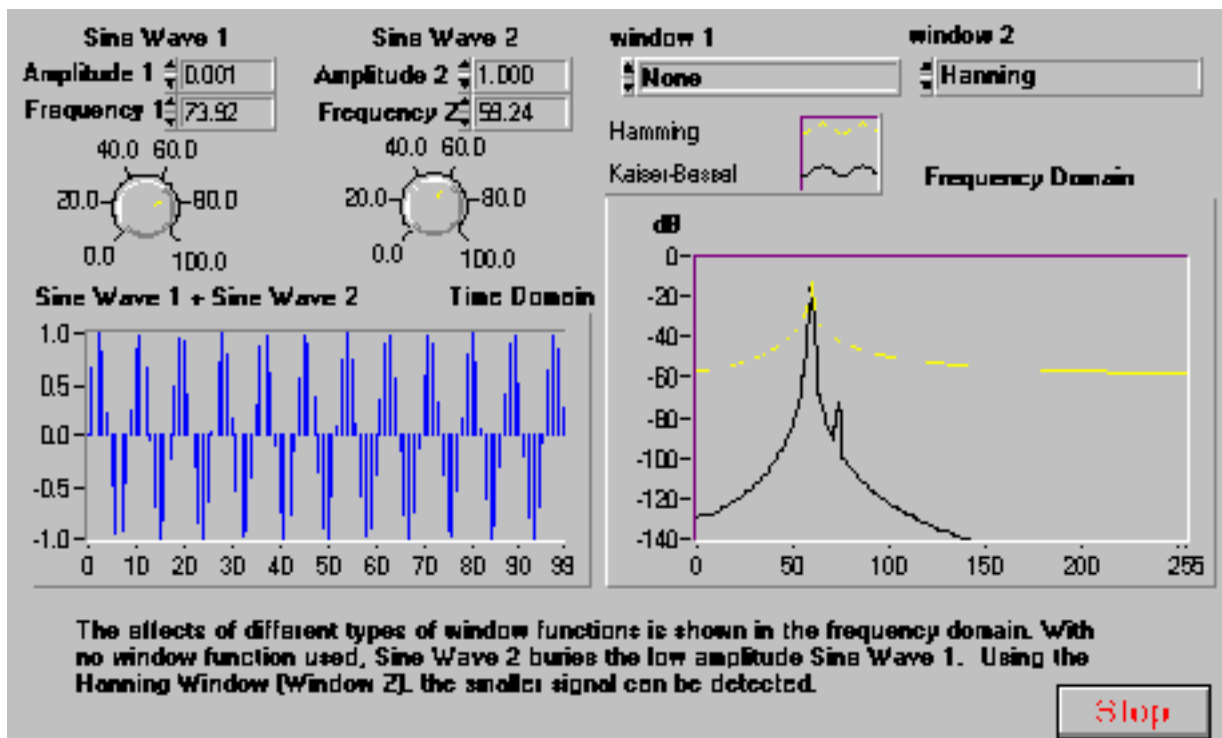 Sine Wave 1
Sine Wave 2
window 1
window 2
Amplitude 1 0.001
Amplitude 2 1.000
None
Hanning
Frequency 1 73.92
Frequency 2 59.24
Hamming
Kaiser-Bessel
40.0 60.0
20.0 80.0
0.0 100.0
40.0 60.0
20.0 80.0
0.0 100.0
Frequency Domain
Sine Wave 1 + Sine Wave 2 Time Domain
1.0
0.5
0.0
-0.5
-1.0
0 10 20 30 40 50 60 70 80 90 99
dB
0
-20
-40
-60
-80
-100
-120
-140
0 50 100 150 200 255
The effects of different types of window functions is shown in the frequency domain. With
no window function used, Sine Wave 2 buries the low amplitude Sine Wave 1. Using the
Hanning Window (Window 2), the smaller signal can be detected.
Stop